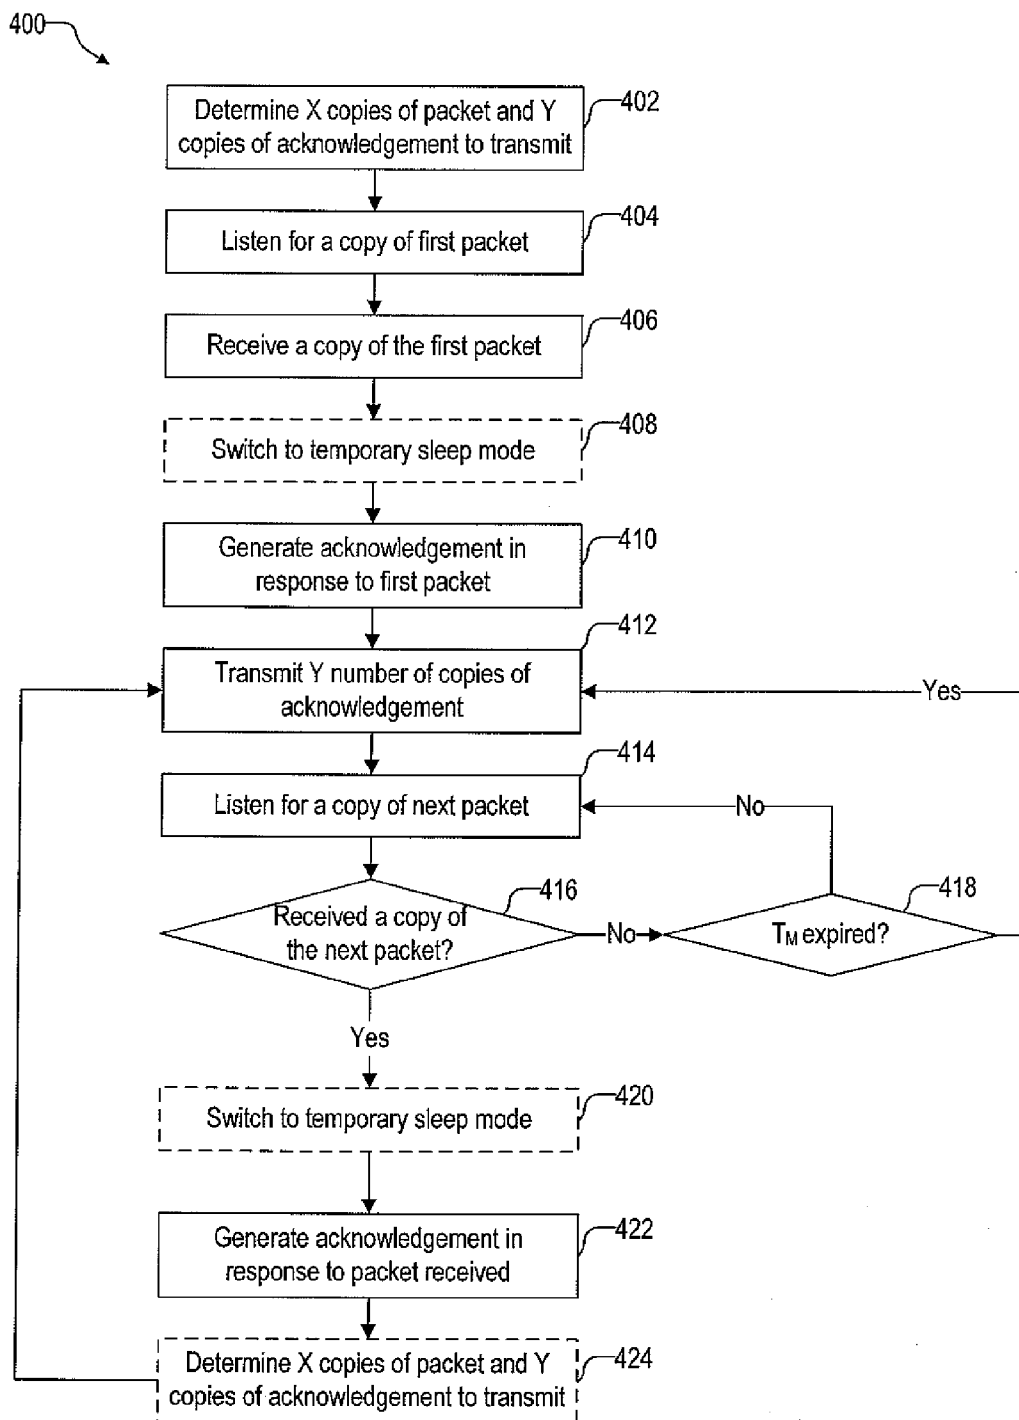 400
Determine X copies of packet and Y
copies of acknowledgement to transmit
402
Listen for a copy of first packet
404
Receive a copy of the first packet
406
Switch to temporary sleep mode
408
Generate acknowledgement in
response to first packet
410
Transmit Y number of copies of
acknowledgement
412
Yes
Listen for a copy of next packet
414
No
Received a copy of
the next packet?
416
No
TM expired?
418
Yes
Switch to temporary sleep mode
420
Generate acknowledgement in
response to packet received
422
Determine X copies of packet and Y
copies of acknowledgement to transmit
424